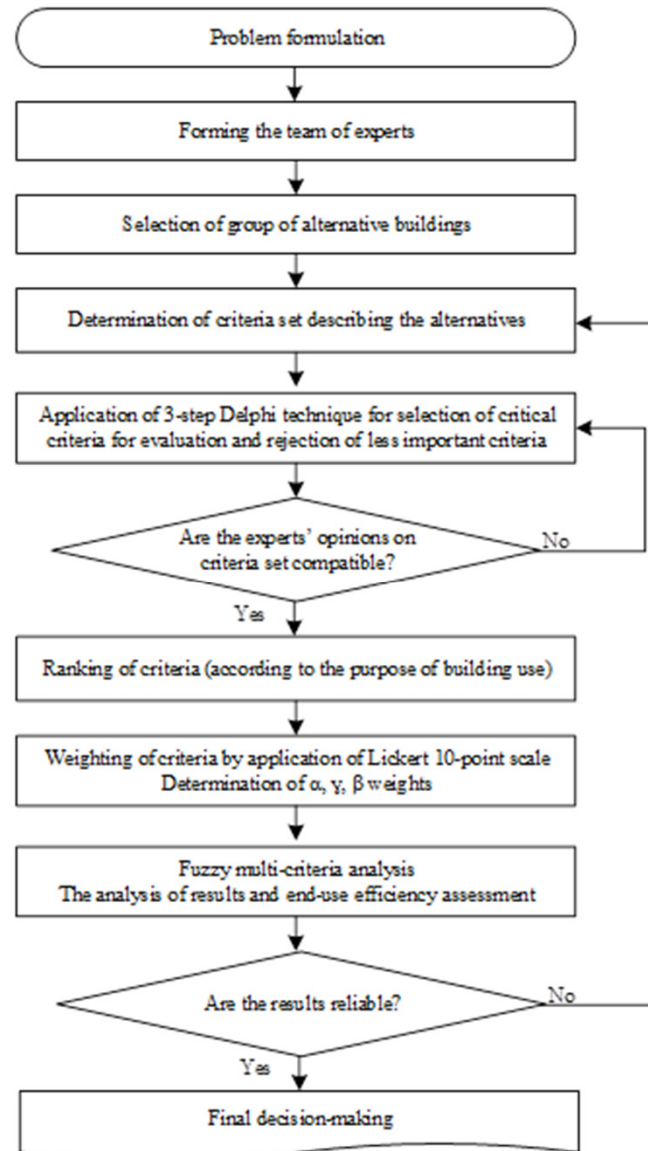 Problem formulation
Forming the team of experts
Selection of group of alternative buildings
Determination of criteria set describing the alternatives
Application of 3-step Delphi technique for selection of critical
criteria for evaluation and rejection of less important criteria
Are the experts' opinions on
criteria set compatible?
No
Yes
Ranking of criteria (according to the purpose of building use)
Weighting of criteria by application of Lickert 10-point scale
Determination of α, γ, β weights
Fuzzy multi-criteria analysis
The analysis of results and end-use efficiency assessment
Are the results reliable?
No
Yes
Final decision-making